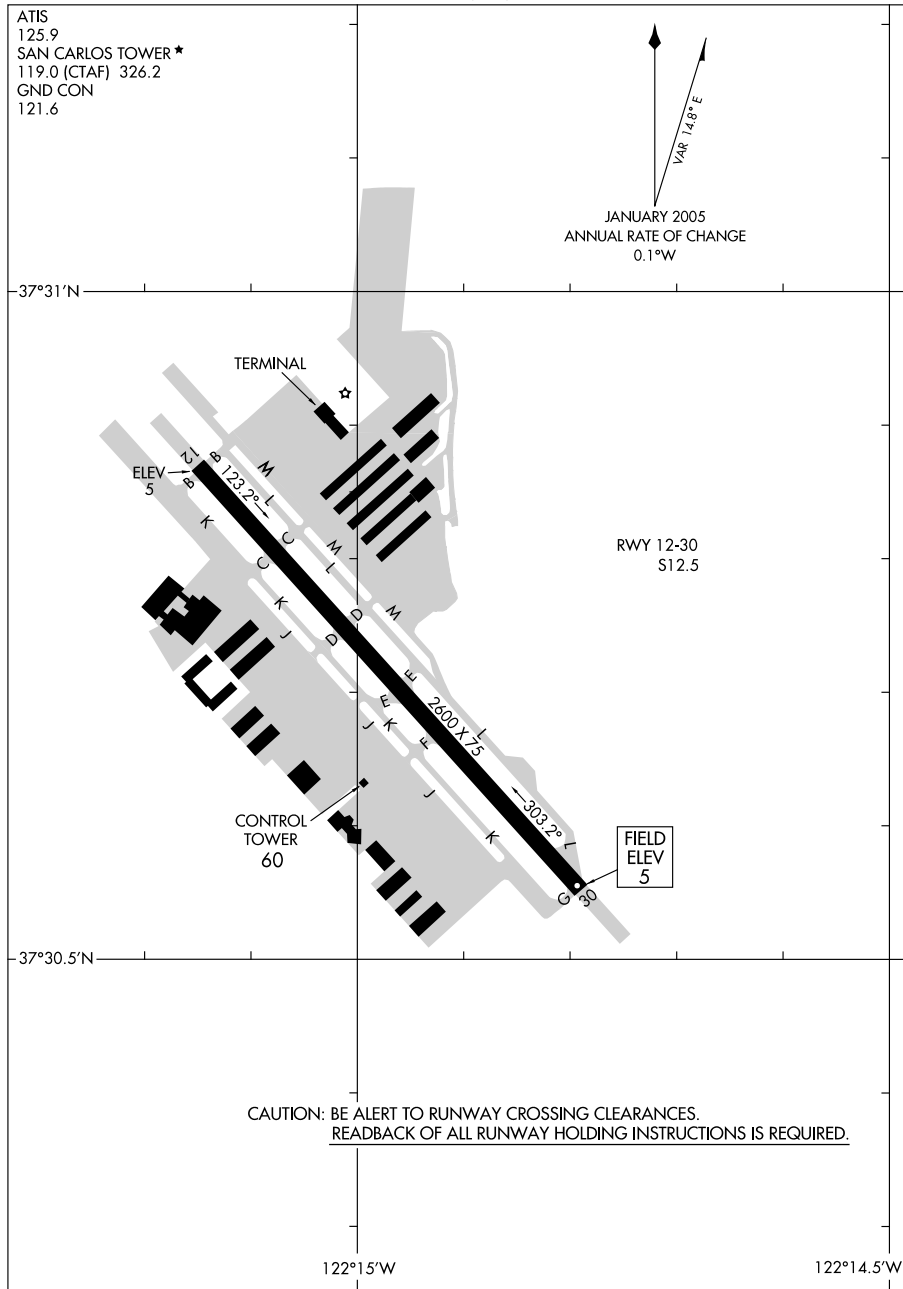 ATIS
125.9
SAN CARLOS TOWER★
119.0 (CTAF) 326.2
GND CON
121.6
VAR 14.8° E
JANUARY 2005
ANNUAL RATE OF CHANGE
0.1°W
37°31'N
TERMINAL
ELEV
5
12
B
B
123.2°
M
L
K
C
C
M
L
RWY 12-30
S12.5
K
J
D
D
M
E
E
2600 X 75
L
J
K
F
J
K
303.2°
L
CONTROL
TOWER
60
FIELD
ELEV
5
G
30
37°30.5'N
CAUTION: BE ALERT TO RUNWAY CROSSING CLEARANCES.
READBACK OF ALL RUNWAY HOLDING INSTRUCTIONS IS REQUIRED.
122°15'W
122°14.5'W